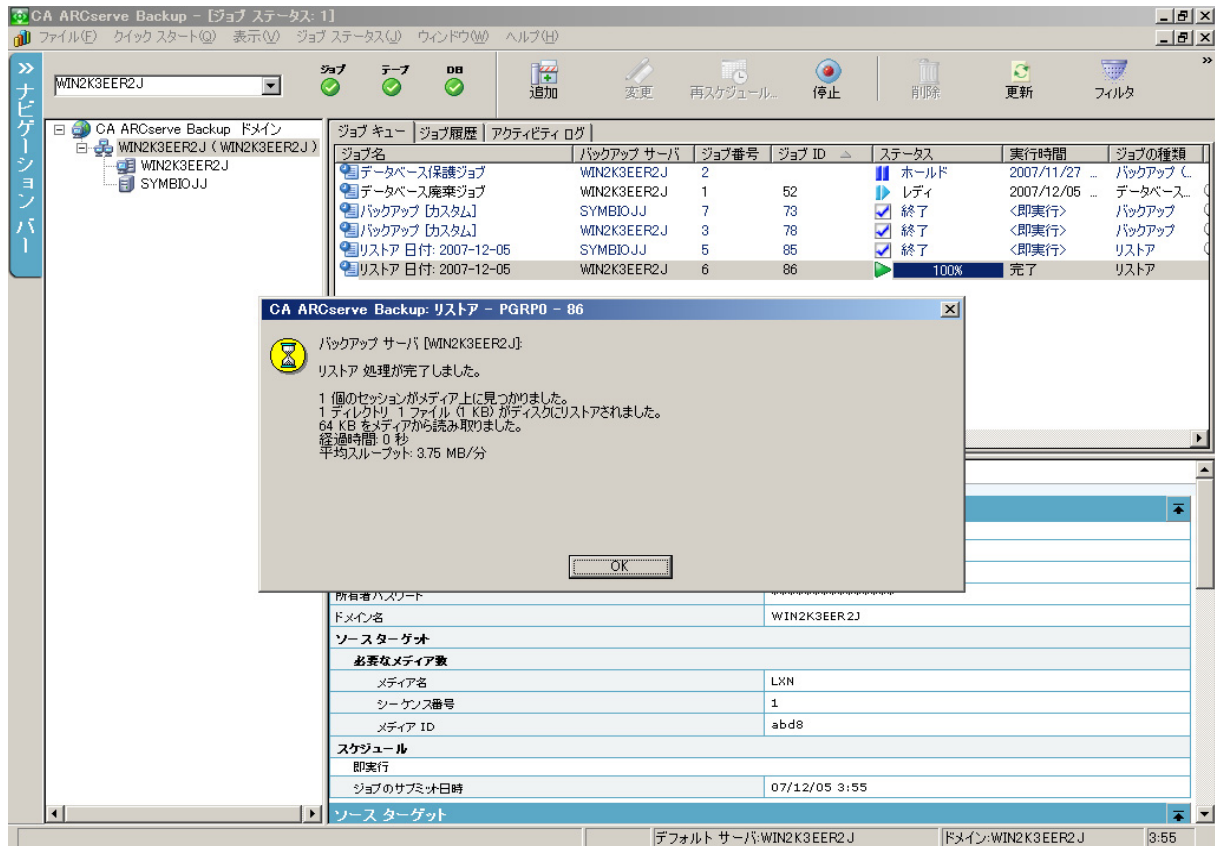 CA ARCserve Backup - [ジョブ ステータス: 1]
ファイル(F) クイック スタート(Q) 表示(V) ジョブ ステータス(J) ウィンドウ(W) ヘルプ(H)
»
ナビゲーション バー
WIN2K3EER2J
ジョブ テープ DB
追加 変更 再スケジュール... 停止 削除 更新 フィルタ »
CA ARCserve Backup ドメイン
WIN2K3EER2J ( WIN2K3EER2J )
WIN2K3EER2J
SYMBIOJJ
ジョブ キュー ジョブ履歴 アクティビティ ログ
ジョブ名 バックアップ サーバ ジョブ番号 ジョブ ID ステータス 実行時間 ジョブの種類
データベース保護ジョブ WIN2K3EER2J 2 ホールド 2007/11/27 ... バックアップ (...
データベース廃棄ジョブ WIN2K3EER2J 1 52 レディ 2007/12/05 ... データベース...
バックアップ [カスタム] SYMBIOJJ 7 73 終了 <即実行> バックアップ
バックアップ [カスタム] WIN2K3EER2J 3 78 終了 <即実行> バックアップ
リストア 日付: 2007-12-05 SYMBIOJJ 5 85 終了 <即実行> リストア
リストア 日付: 2007-12-05 WIN2K3EER2J 6 86 100% 完了 リストア
CA ARCserve Backup: リストア - PGRP0 - 86
バックアップ サーバ [WIN2K3EER2J]:
リストア 処理が完了しました。
1 個のセッションがメディア上に見つかりました。
1 ディレクトリ 1 ファイル (1 KB) がディスクにリストアされました。
64 KB をメディアから読み取りました。
経過時間: 0 秒
平均スループット: 3.75 MB/分
OK
所有者パスワード
ドメイン名 WIN2K3EER2J
ソース ターゲット
必要なメディア数
メディア名 LXN
シーケンス番号 1
メディア ID abd8
スケジュール
即実行
ジョブのサブミット日時 07/12/05 3:55
ソース ターゲット
デフォルト サーバ:WIN2K3EER2J ドメイン:WIN2K3EER2J 3:55